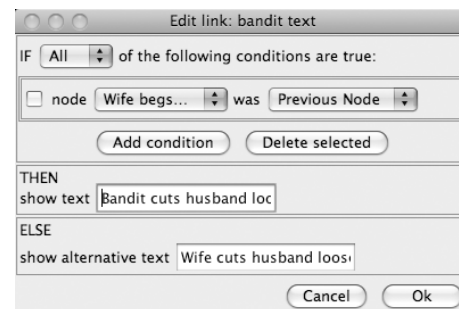 Edit link: bandit text
IF All of the following conditions are true:
node Wife begs... was Previous Node
Add condition Delete selected
THEN
show text Bandit cuts husband loo
ELSE
show alternative text Wife cuts husband loos
Cancel Ok